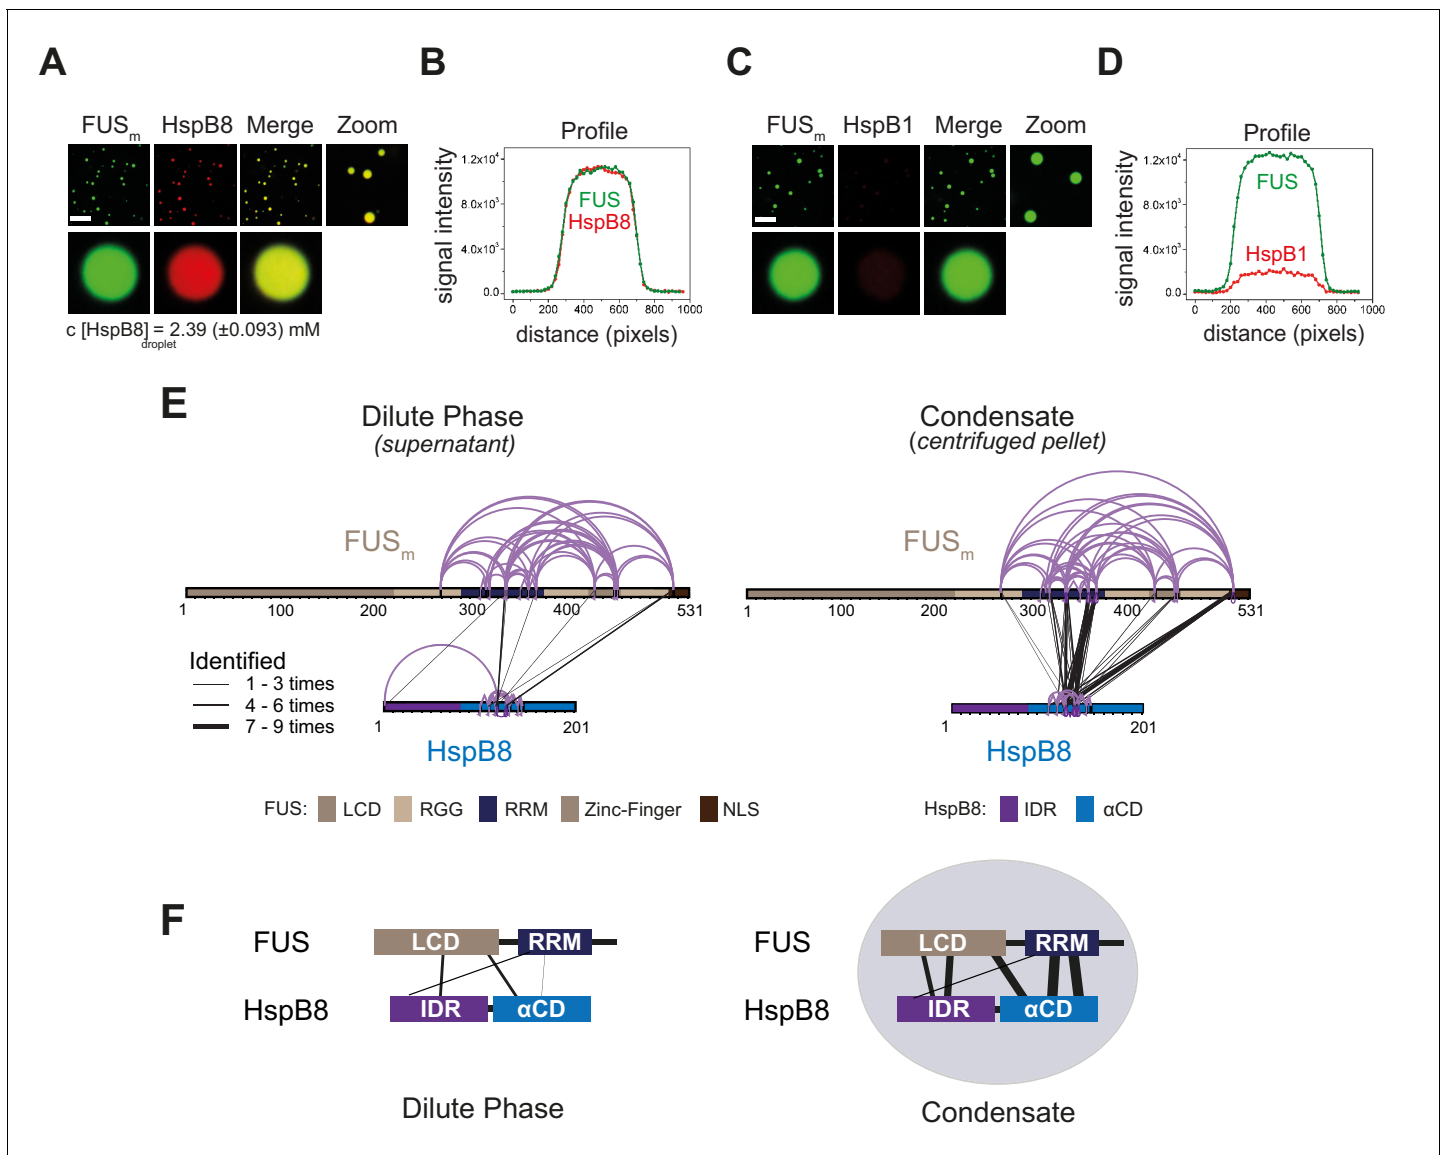 A
B
C
D
FUSm HspB8 Merge Zoom
c [HspB8]droplet = 2.39 (±0.093) mM
Profile
signal intensity
1.2x10⁴
8.0x10³
4.0x10³
0.0
FUS
HspB8
0 200 400 600 800 1000
distance (pixels)
FUSm HspB1 Merge Zoom
Profile
signal intensity
1.2x10⁴
8.0x10³
4.0x10³
0.0
FUS
HspB1
0 200 400 600 800 1000
distance (pixels)
E
Dilute Phase
(supernatant)
Condensate
(centrifuged pellet)
FUSm
1 100 200 300 400 531
FUSm
1 100 200 300 400 531
Identified
1 - 3 times
4 - 6 times
7 - 9 times
1 201
HspB8
1 201
HspB8
FUS: LCD RGG RRM Zinc-Finger NLS
HspB8: IDR αCD
F
FUS LCD RRM
HspB8 IDR αCD
Dilute Phase
FUS LCD RRM
HspB8 IDR αCD
Condensate